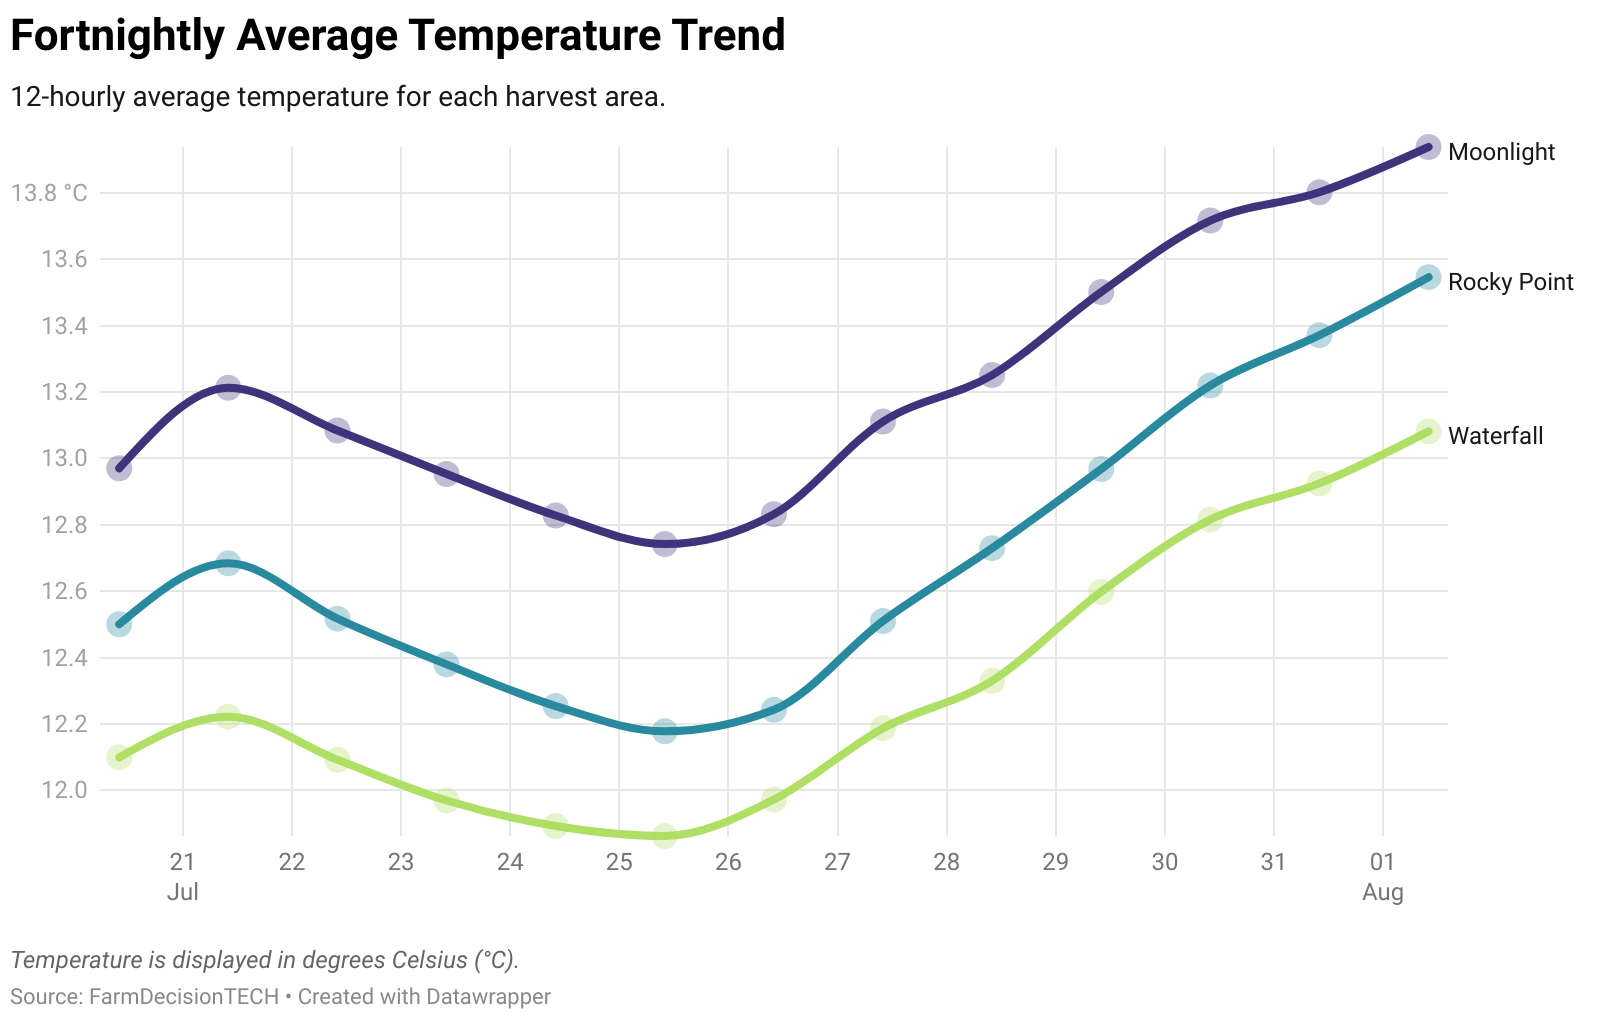 Fortnightly Average Temperature Trend
12-hourly average temperature for each harvest area.
Moonlight
13.8 °C
13.6
Rocky Point
13.4
13.2
Waterfall
13.0
12.8
12.6
12.4
12.2
12.0
21 22 23 24 25 26 27 28 29 30 31 01
Jul Aug
Temperature is displayed in degrees Celsius (°C).
Source: FarmDecisionTECH • Created with Datawrapper